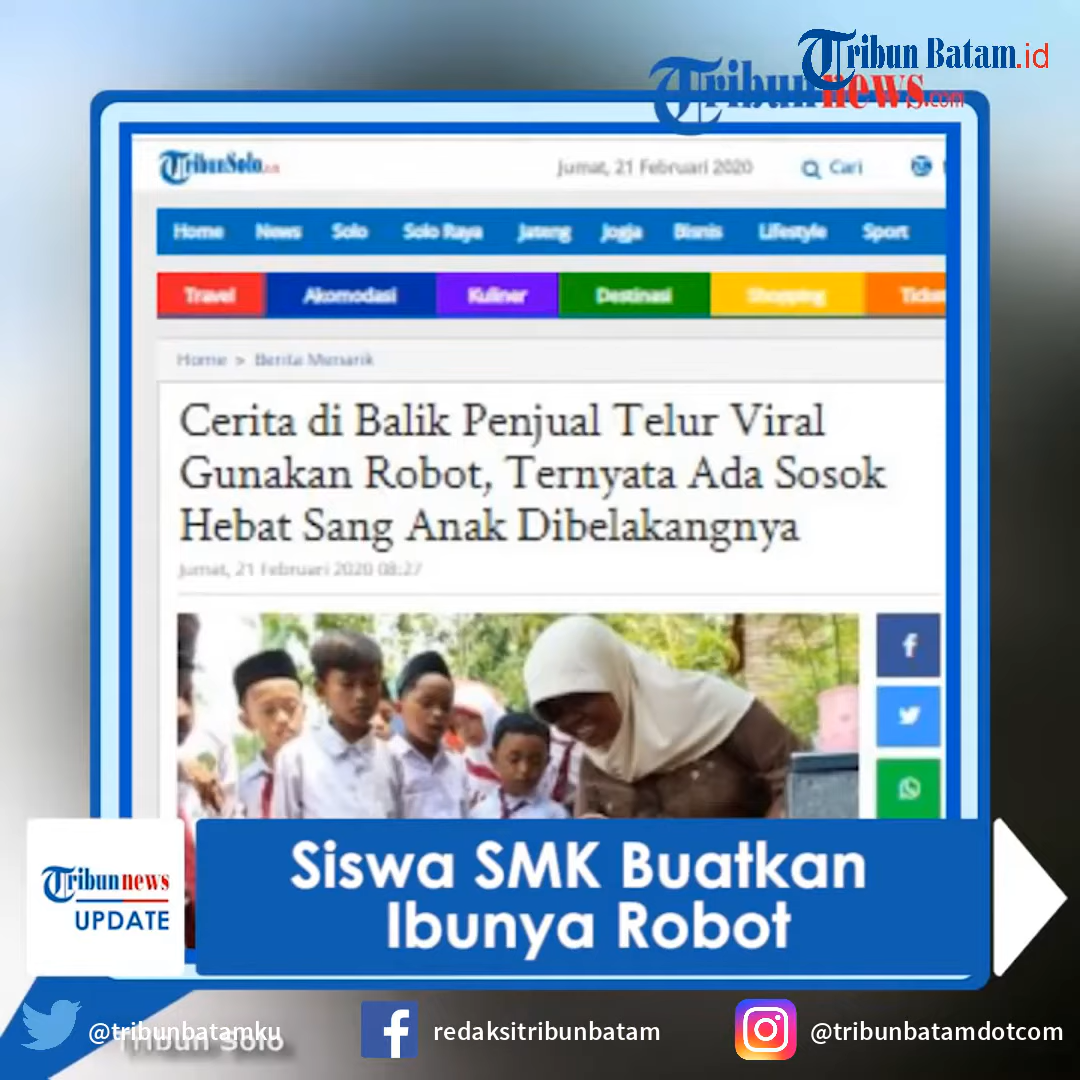 Tribun Batam.id
Tribunnews.com
TribunSolo.com
Jumat, 21 Februari 2020
Cari
Home News Solo Solo Raya Jateng Jogja Bisnis Lifestyle Sport
Travel Akomodasi Kuliner Destinasi Shopping
Home > Berita Menarik
Cerita di Balik Penjual Telur Viral
Gunakan Robot, Ternyata Ada Sosok
Hebat Sang Anak Dibelakangnya
Jumat, 21 Februari 2020 08:27
Siswa SMK Buatkan
Ibunya Robot
Tribunnews
UPDATE
@tribunbatamku redaksitribunbatam @tribunbatamdotcom
Tribun Solo